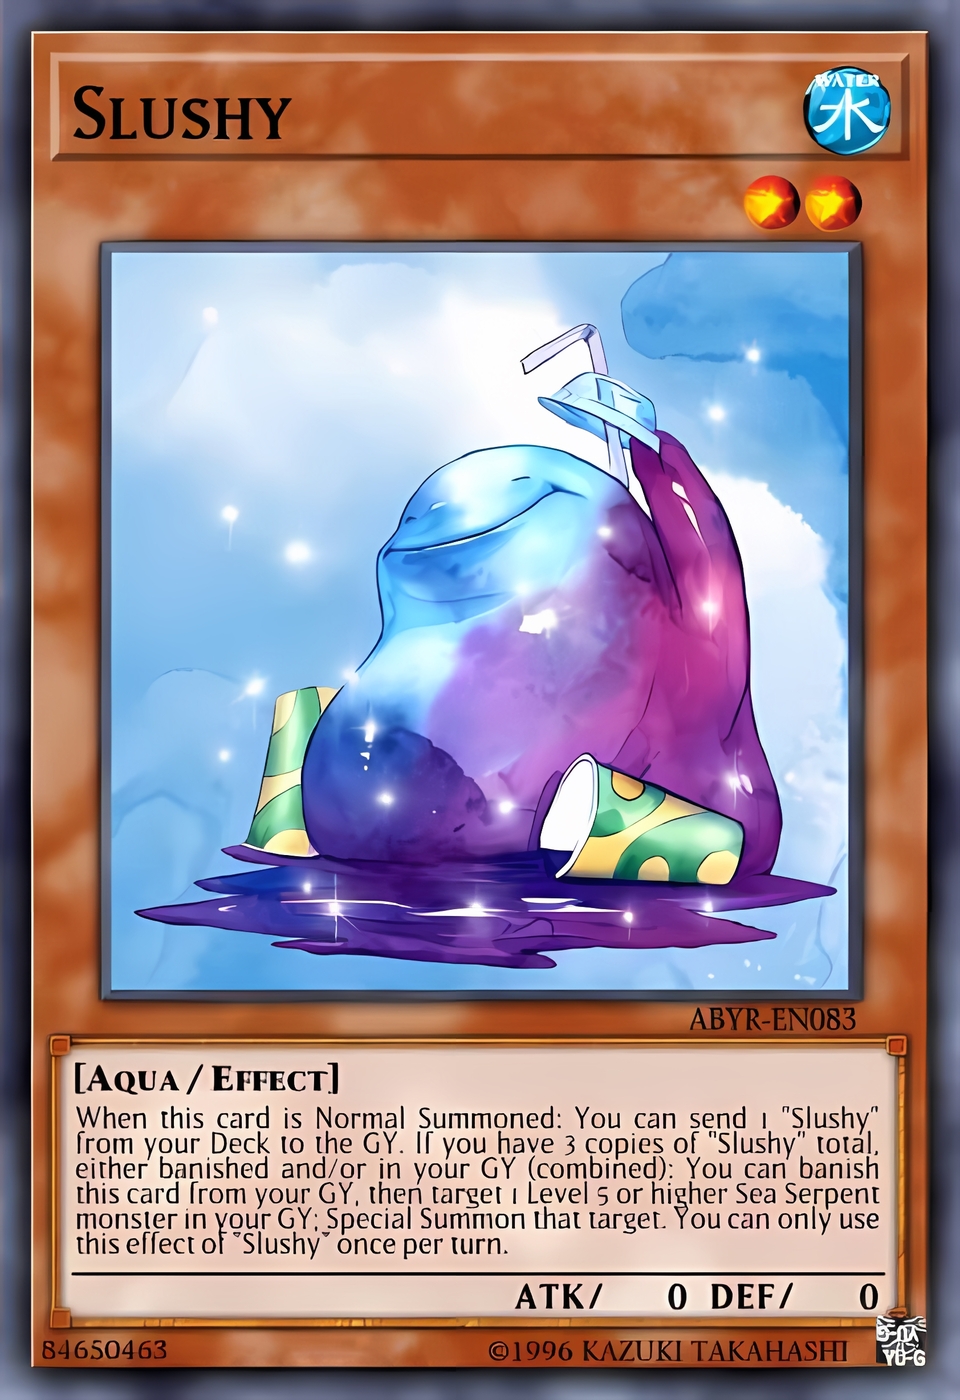 Slushy
WATER
水
ABYR-EN083
[Aqua / Effect]
When this card is Normal Summoned: You can send 1 "Slushy"
from your Deck to the GY. If you have 3 copies of "Slushy" total,
either banished and/or in your GY (combined): You can banish
this card from your GY, then target 1 Level 5 or higher Sea Serpent
monster in your GY; Special Summon that target. You can only use
this effect of "Slushy" once per turn.
ATK/ 0 DEF/ 0
84650463
©1996 KAZUKI TAKAHASHI